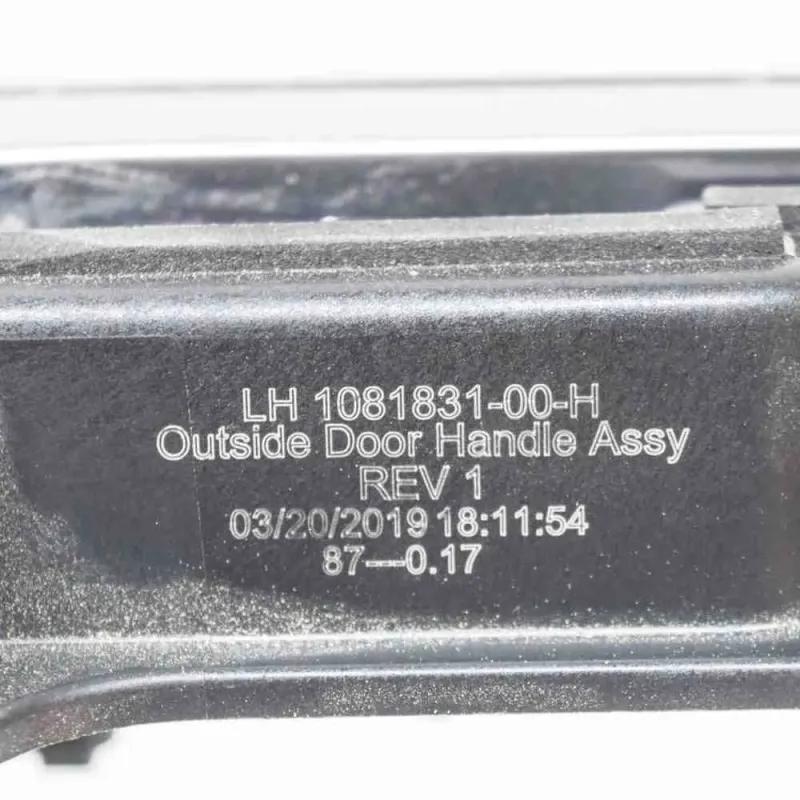 LH 1081831-00-H
Outside Door Handle Assy
REV 1
03/20/2019 18:11:54
87---0.17